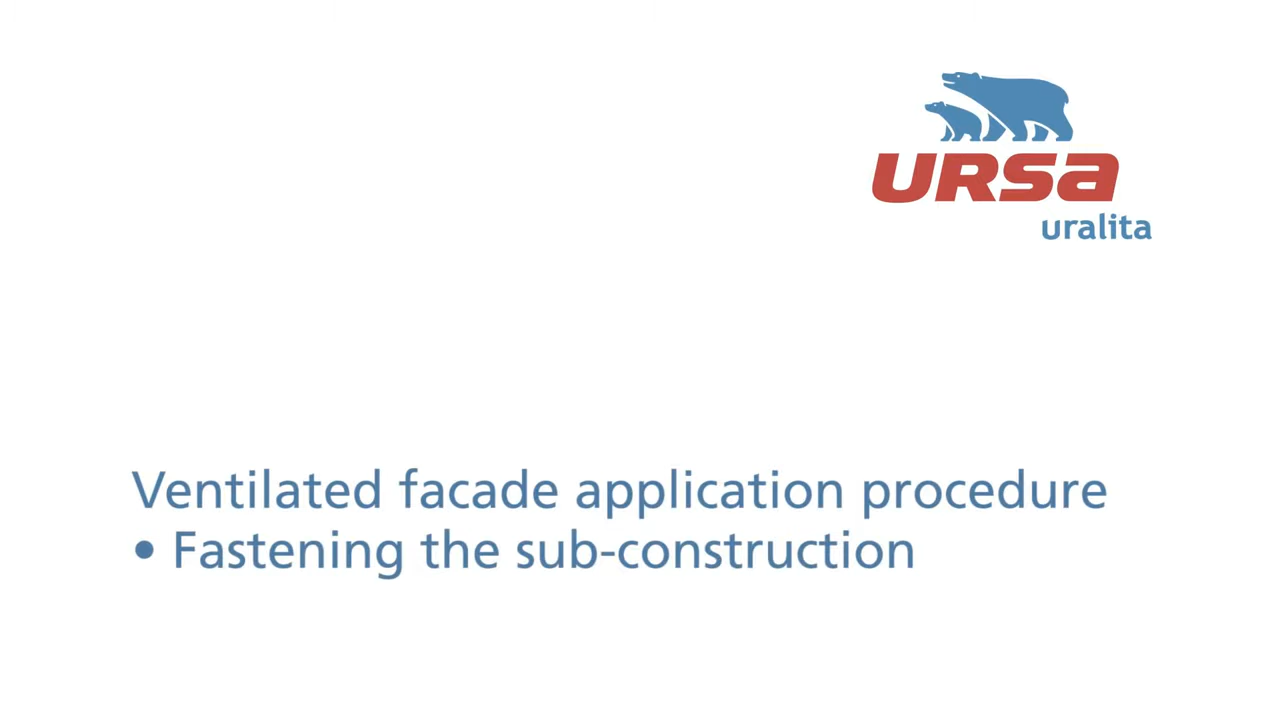 URSA
uralita
Ventilated facade application procedure
• Fastening the sub-construction